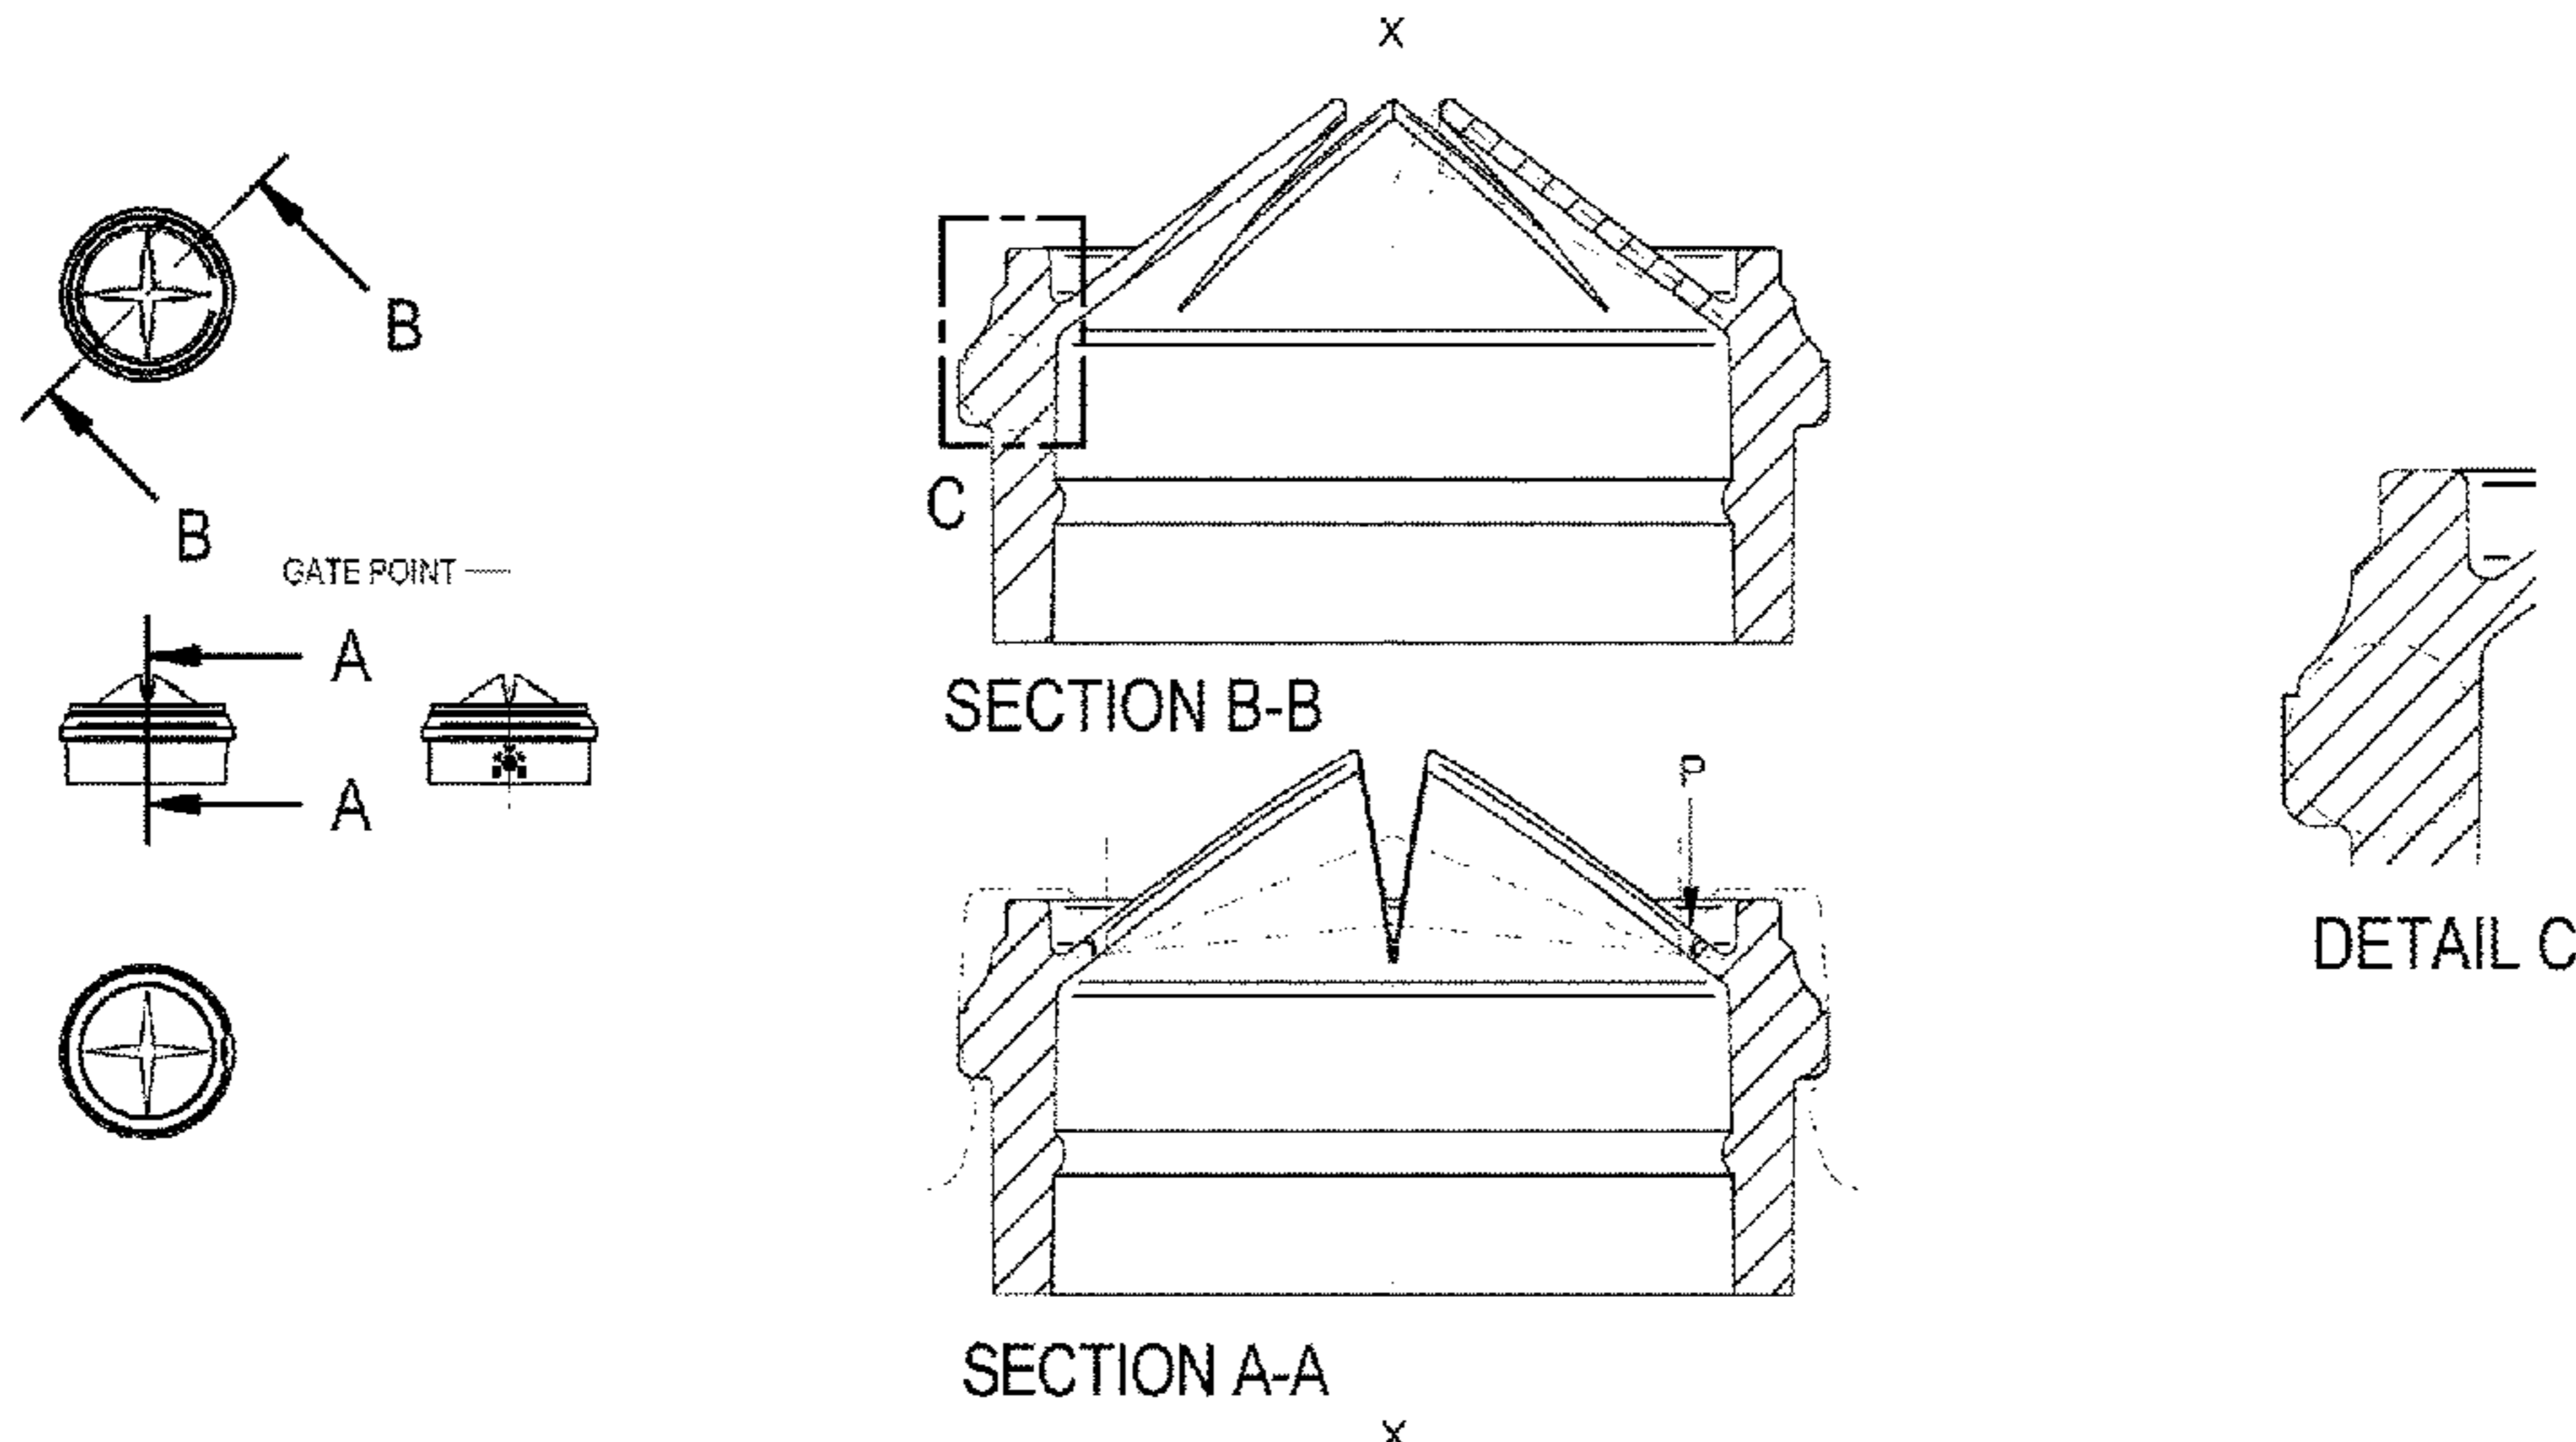 X
B
B
GATE POINT
A
A
C
SECTION B-B
P
SECTION A-A
X
DETAIL C